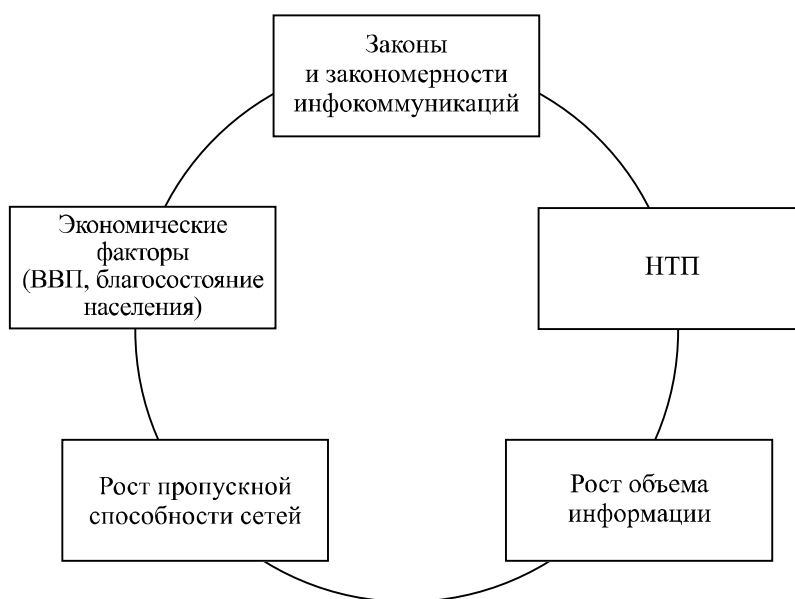 Законы
и закономерности
инфокоммуникаций
Экономические
факторы
(ВВП, благосостояние
населения)
НТП
Рост пропускной
способности сетей
Рост объема
информации